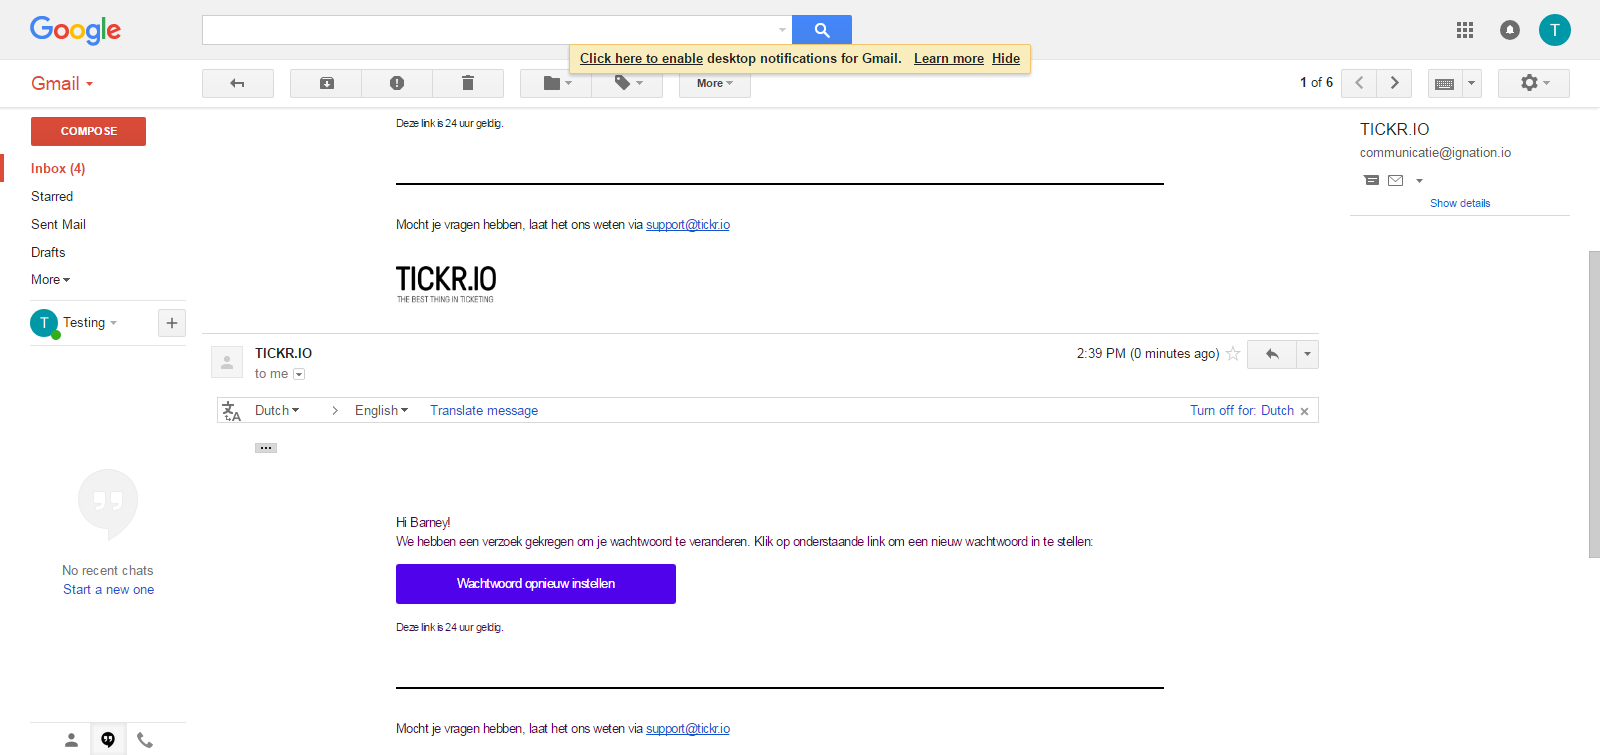 Google
T
Click here to enable desktop notifications for Gmail. Learn more Hide
Gmail
More
1 of 6
COMPOSE
Inbox (4)
Starred
Sent Mail
Drafts
More
T
Testing
No recent chats
Start a new one
Deze link is 24 uur geldig.
Mocht je vragen hebben, laat het ons weten via support@tickr.io
TICKR.IO
THE BEST THING IN TICKETING
TICKR.IO
to me
2:39 PM (0 minutes ago)
Dutch
English
Translate message
Turn off for: Dutch
Hi Barney!
We hebben een verzoek gekregen om je wachtwoord te veranderen. Klik op onderstaande link om een nieuw wachtwoord in te stellen:
Wachtwoord opnieuw instellen
Deze link is 24 uur geldig.
Mocht je vragen hebben, laat het ons weten via support@tickr.io
TICKR.IO
communicatie@ignation.io
Show details